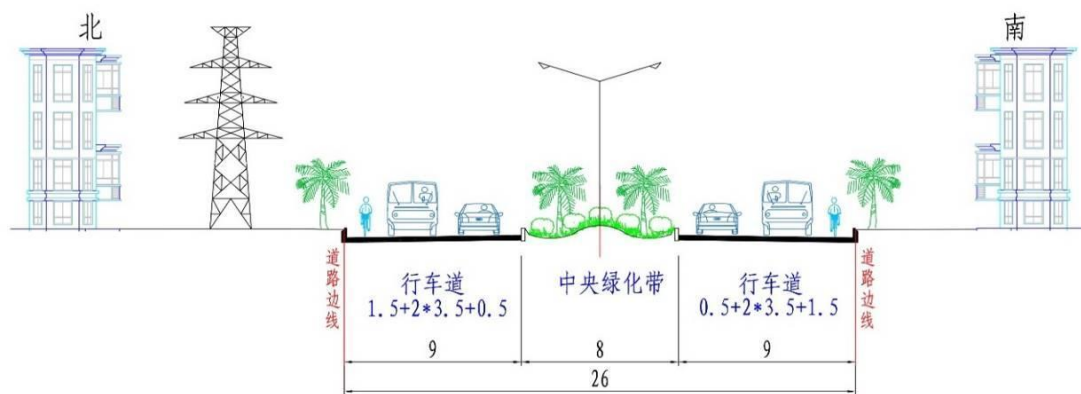 北
南
道路边线
行车道
1.5+2*3.5+0.5
中央绿化带
行车道
0.5+2*3.5+1.5
道路边线
9
8
9
26